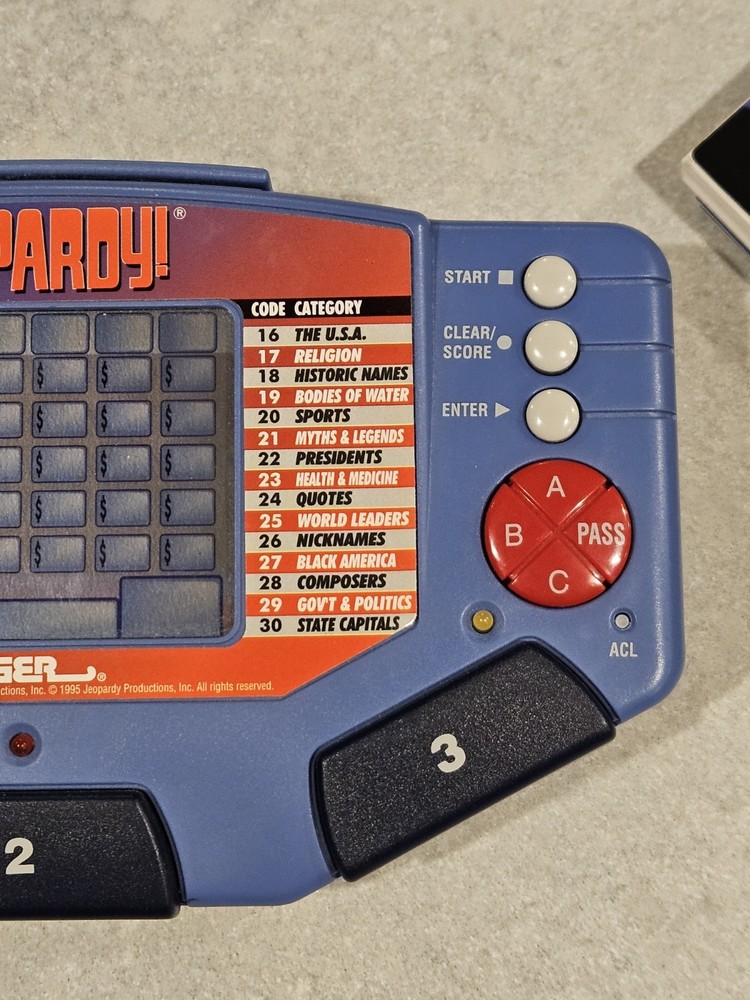 PARDY!®
CODE CATEGORY
16 THE U.S.A.
17 RELIGION
18 HISTORIC NAMES
19 BODIES OF WATER
20 SPORTS
21 MYTHS & LEGENDS
22 PRESIDENTS
23 HEALTH & MEDICINE
24 QUOTES
25 WORLD LEADERS
26 NICKNAMES
27 BLACK AMERICA
28 COMPOSERS
29 GOV'T & POLITICS
30 STATE CAPITALS
$ $ $
$ $ $
$ $ $
$ $ $
$ $ $
GER®
ctions, Inc. © 1995 Jeopardy Productions, Inc. All rights reserved.
START
CLEAR/
SCORE
ENTER
A
B PASS
C
ACL
3
2